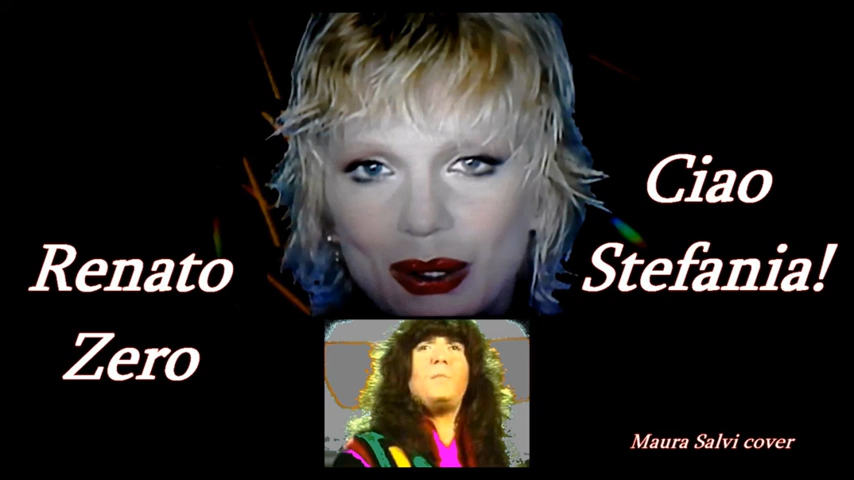 Renato
Zero
Ciao
Stefania!
Maura Salvi cover